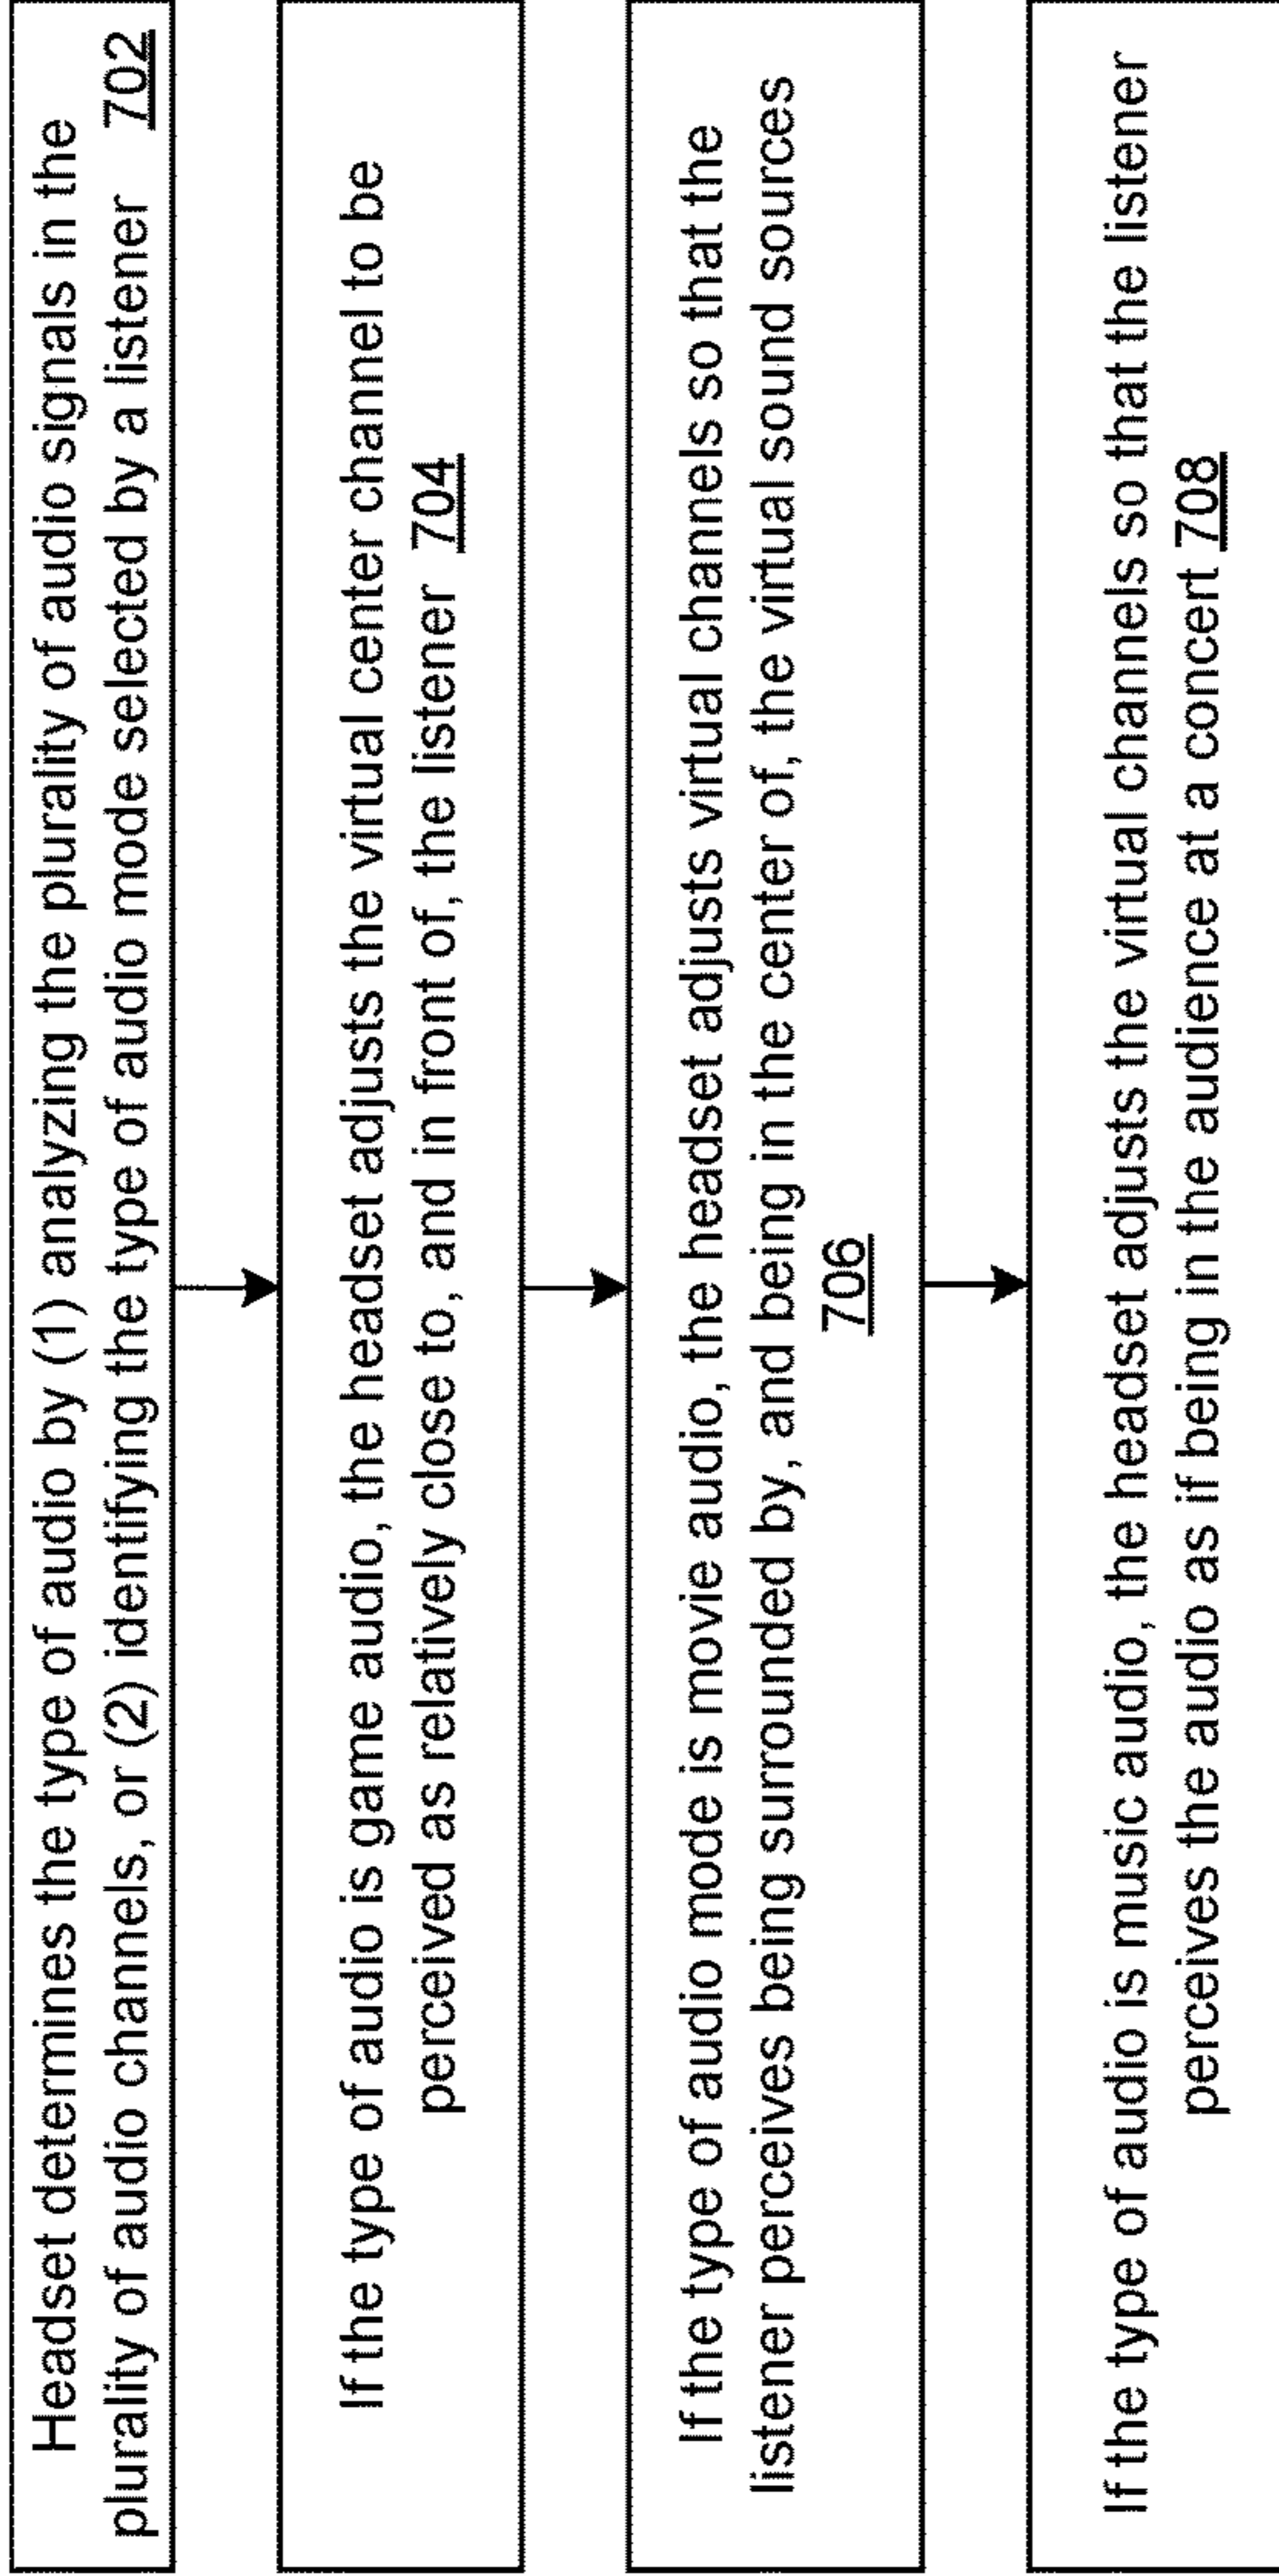 Headset determines the type of audio by (1) analyzing the plurality of audio signals in the
plurality of audio channels, or (2) identifying the type of audio mode selected by a listener 702
If the type of audio is game audio, the headset adjusts the virtual center channel to be
perceived as relatively close to, and in front of, the listener 704
If the type of audio mode is movie audio, the headset adjusts virtual channels so that the
listener perceives being surrounded by, and being in the center of, the virtual sound sources
706
If the type of audio is music audio, the headset adjusts the virtual channels so that the listener
perceives the audio as if being in the audience at a concert 708